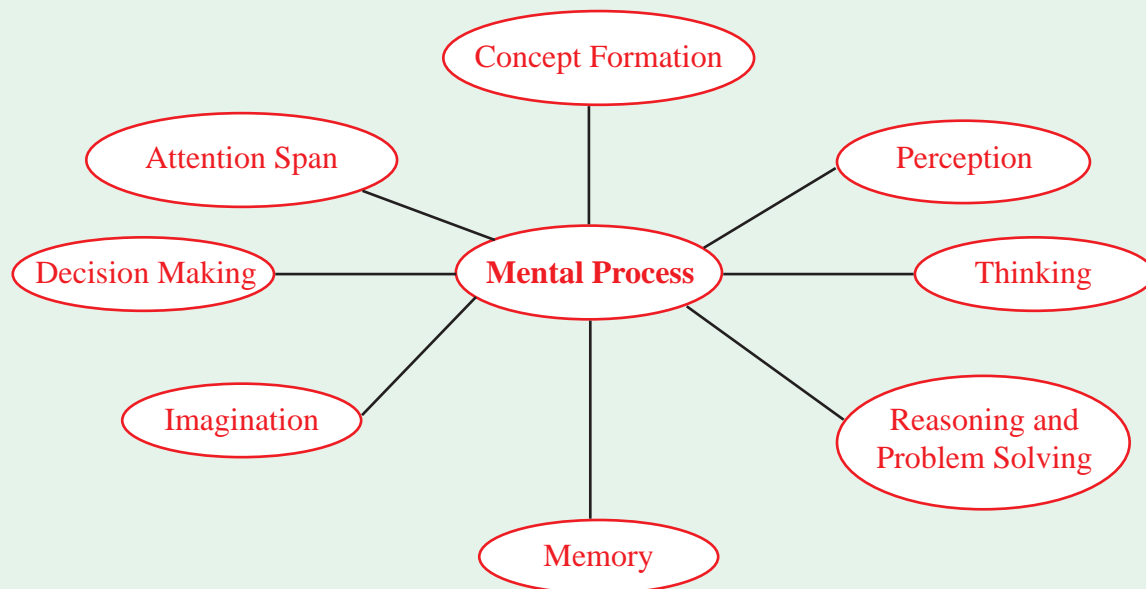 Concept Formation
Attention Span
Perception
Decision Making
Mental Process
Thinking
Imagination
Reasoning and
Problem Solving
Memory